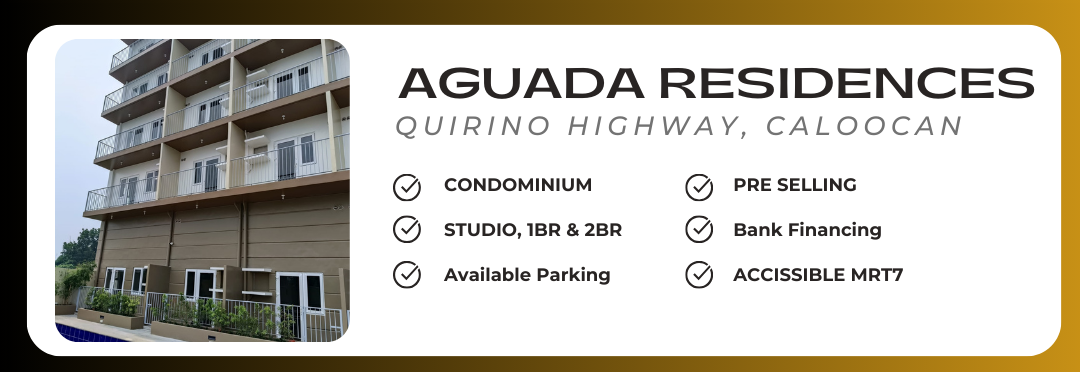 AGUADA RESIDENCES
QUIRINO HIGHWAY, CALOOCAN
CONDOMINIUM
STUDIO, 1BR & 2BR
Available Parking
PRE SELLING
Bank Financing
ACCISSIBLE MRT7